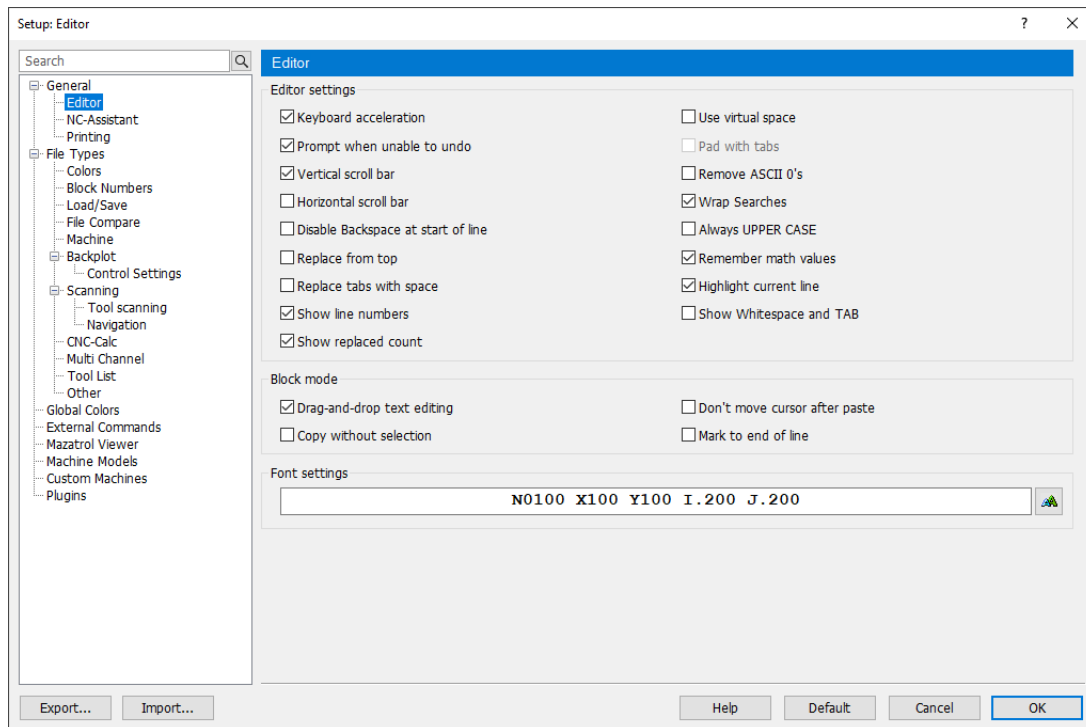 Setup: Editor
?
Search
General
Editor
NC-Assistant
Printing
File Types
Colors
Block Numbers
Load/Save
File Compare
Machine
Backplot
Control Settings
Scanning
Tool scanning
Navigation
CNC-Calc
Multi Channel
Tool List
Other
Global Colors
External Commands
Mazatrol Viewer
Machine Models
Custom Machines
Plugins
Editor
Editor settings
Keyboard acceleration
Prompt when unable to undo
Vertical scroll bar
Horizontal scroll bar
Disable Backspace at start of line
Replace from top
Replace tabs with space
Show line numbers
Show replaced count
Use virtual space
Pad with tabs
Remove ASCII 0's
Wrap Searches
Always UPPER CASE
Remember math values
Highlight current line
Show Whitespace and TAB
Block mode
Drag-and-drop text editing
Copy without selection
Don't move cursor after paste
Mark to end of line
Font settings
N0100 X100 Y100 I.200 J.200
Export...
Import...
Help
Default
Cancel
OK